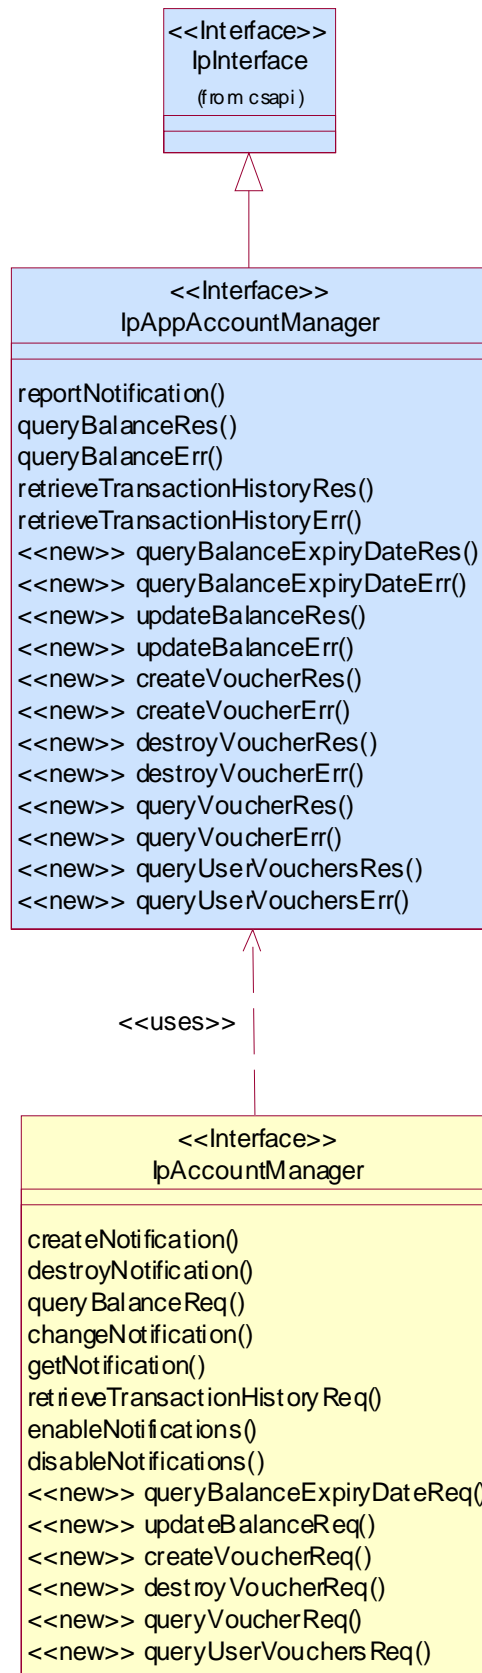 <<Interface>>
IpInterface
(from csapi)
<<Interface>>
IpAppAccountManager
reportNotification()
queryBalanceRes()
queryBalanceErr()
retrieveTransactionHistoryRes()
retrieveTransactionHistoryErr()
<<new>> queryBalanceExpiryDateRes()
<<new>> queryBalanceExpiryDateErr()
<<new>> updateBalanceRes()
<<new>> updateBalanceErr()
<<new>> createVoucherRes()
<<new>> createVoucherErr()
<<new>> destroyVoucherRes()
<<new>> destroyVoucherErr()
<<new>> queryVoucherRes()
<<new>> queryVoucherErr()
<<new>> queryUserVouchersRes()
<<new>> queryUserVouchersErr()
<<uses>>
<<Interface>>
IpAccountManager
createNotification()
destroyNotification()
queryBalanceReq()
changeNotification()
getNotification()
retrieveTransactionHistoryReq()
enableNotifications()
disableNotifications()
<<new>> queryBalanceExpiryDateReq()
<<new>> updateBalanceReq()
<<new>> createVoucherReq()
<<new>> destroyVoucherReq()
<<new>> queryVoucherReq()
<<new>> queryUserVouchersReq()